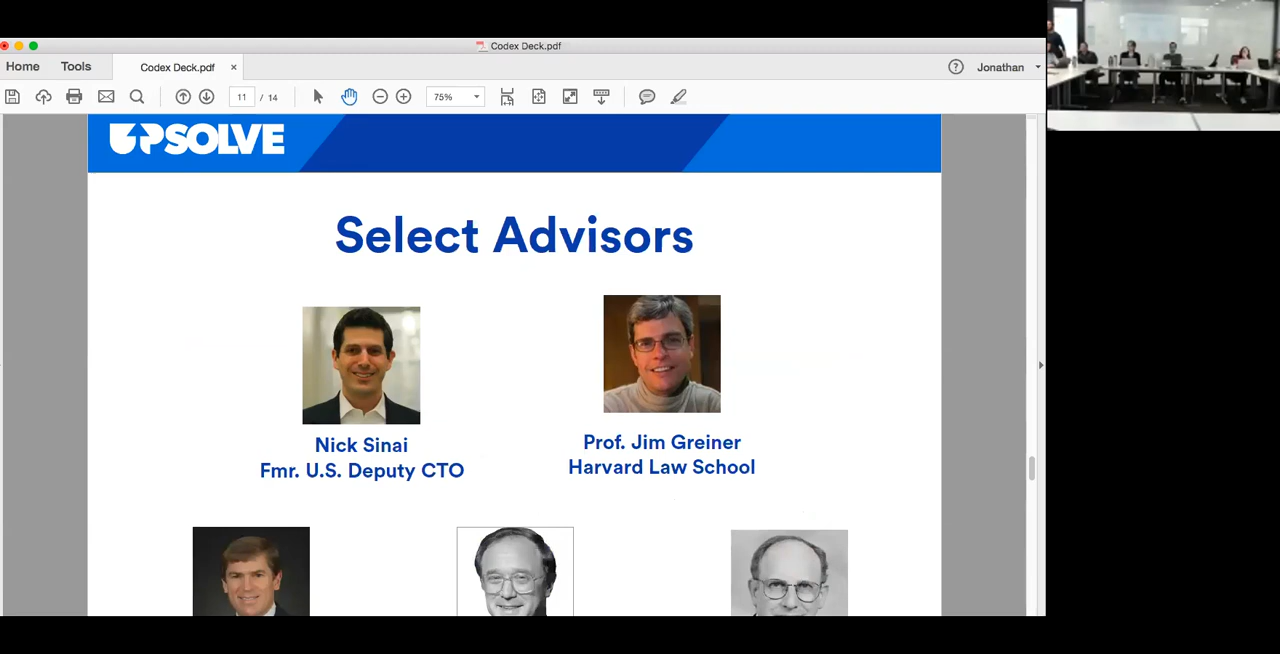 Codex Deck.pdf
Home
Tools
Codex Deck.pdf
×
?
Jonathan
11 / 14
75%
UPSOLVE
Select Advisors
Nick Sinai
Fmr. U.S. Deputy CTO
Prof. Jim Greiner
Harvard Law School